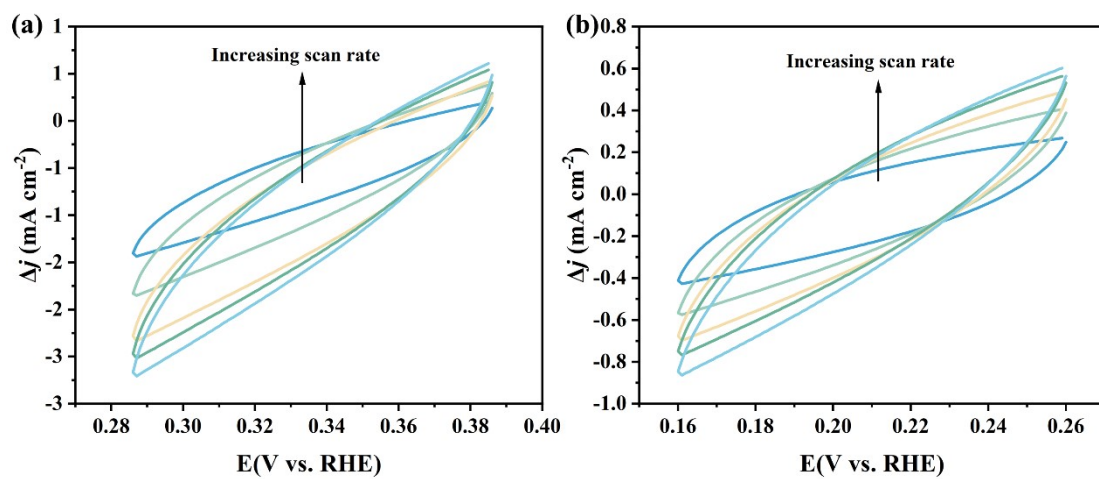 (a)
Increasing scan rate
Δj (mA cm-2)
1
1
0
-1
-1
-2
-2
-3
-3
0.28 0.30 0.32 0.34 0.36 0.38 0.40
E(V vs. RHE)
(b)
Increasing scan rate
Δj (mA cm-2)
0.8
0.6
0.4
0.2
0.0
-0.2
-0.4
-0.6
-0.8
-1.0
0.16 0.18 0.20 0.22 0.24 0.26
E(V vs. RHE)